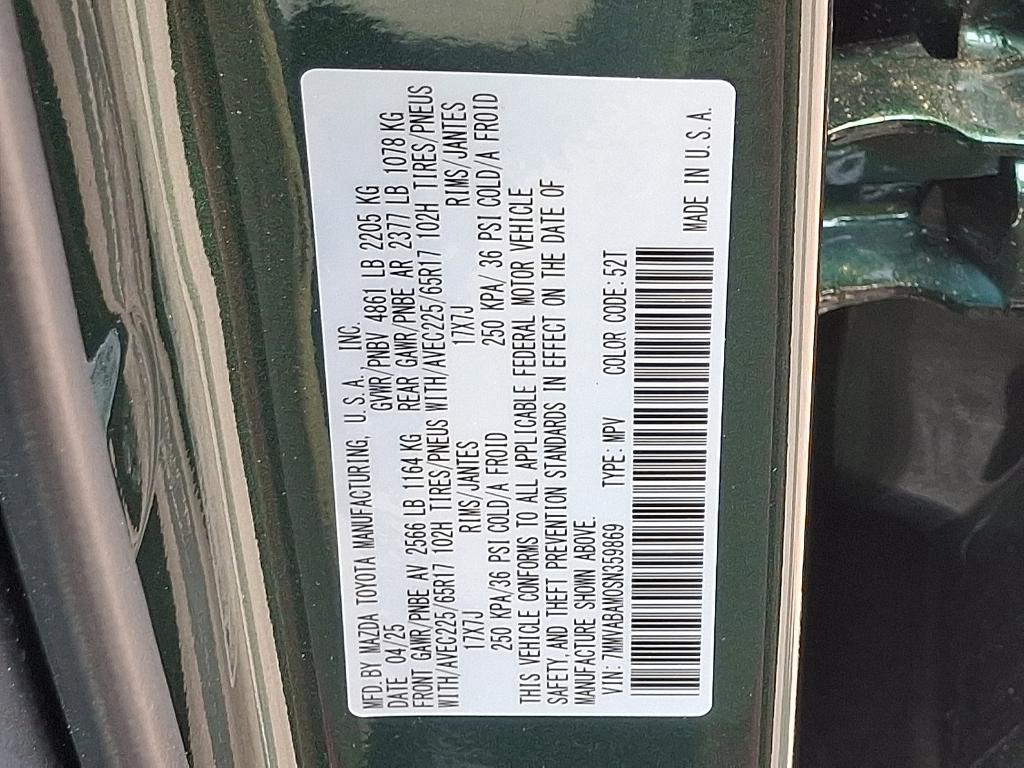 MFD.BY MAZDA TOYOTA MANUFACTURING, U.S.A., INC.
DATE 04/25 GVWR/PNBV 4861 LB 2205 KG
FRONT GAWR/PNBE AV 2566 LB 1164 KG REAR GAWR/PNBE AR 2377 LB 1078 KG
WITH/AVEC225/65R17 102H TIRES/PNEUS WITH/AVEC225/65R17 102H TIRES/PNEUS
17X7J RIMS/JANTES 17X7J RIMS/JANTES
250 KPA/36 PSI COLD/A FROID 250 KPA/ 36 PSI COLD/A FROID
THIS VEHICLE CONFORMS TO ALL APPLICABLE FEDERAL MOTOR VEHICLE
SAFETY,AND THEFT PREVENTION STANDARDS IN EFFECT ON THE DATE OF
MANUFACTURE SHOWN ABOVE.
VIN: 7MMVABAM0SN359869 TYPE: MPV COLOR CODE: 52T
MADE IN U.S.A.